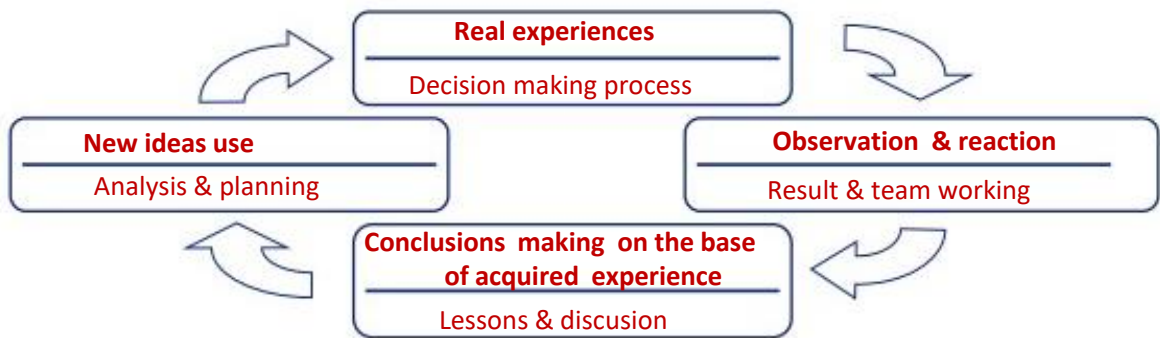 Real experiences
Decision making process
Observation & reaction
Result & team working
Conclusions making on the base
of acquired experience
Lessons & discusion
New ideas use
Analysis & planning